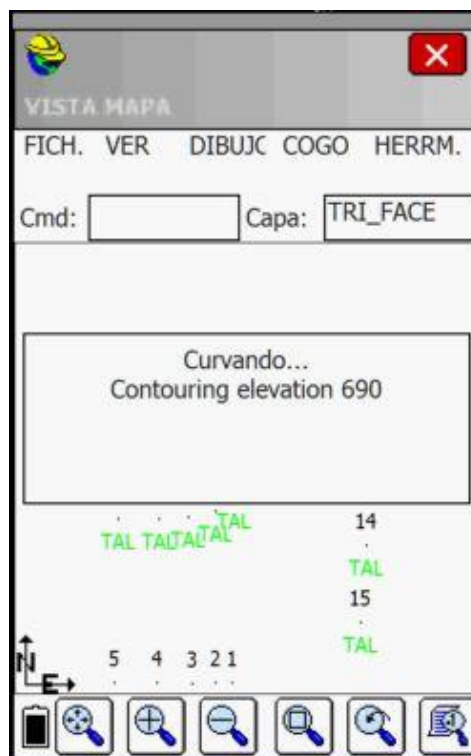 VISTA MAPA
FICH. VER DIBUJC COGO HERRM.
Cmd: Capa: TRI_FACE
Curvando...
Contouring elevation 690
TAL TAL TAL TAL TAL 14
TAL
15
TAL
N 5 4 3 2 1
E